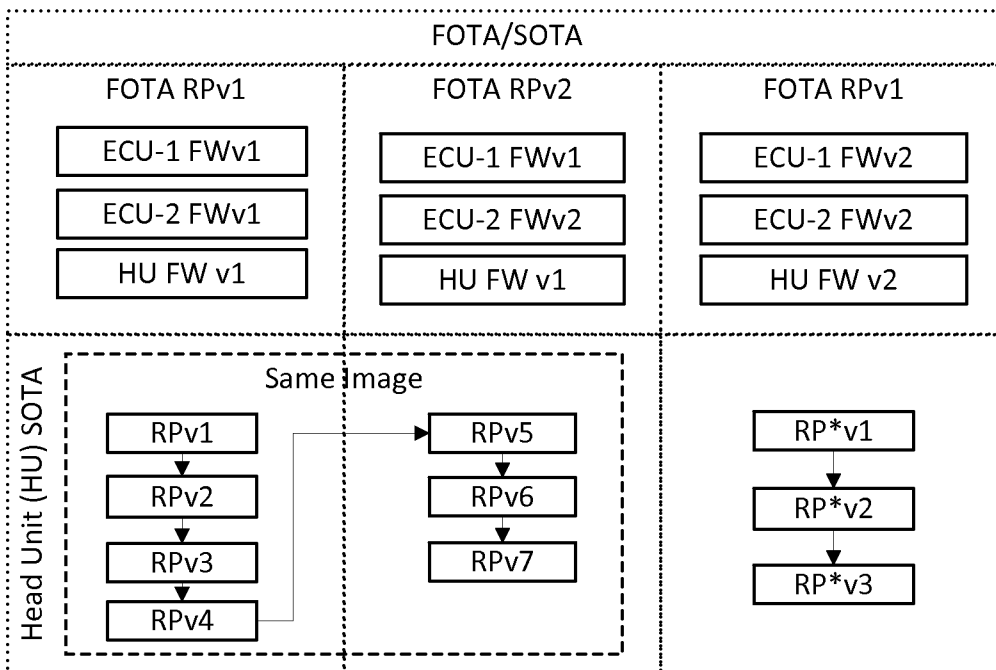 FOTA/SOTA
FOTA RPv1
ECU-1 FWv1
ECU-2 FWv1
HU FW v1
FOTA RPv2
ECU-1 FWv1
ECU-2 FWv2
HU FW v1
FOTA RPv1
ECU-1 FWv2
ECU-2 FWv2
HU FW v2
Head Unit (HU) SOTA
Same Image
RPv1
RPv2
RPv3
RPv4
RPv5
RPv6
RPv7
RP*v1
RP*v2
RP*v3